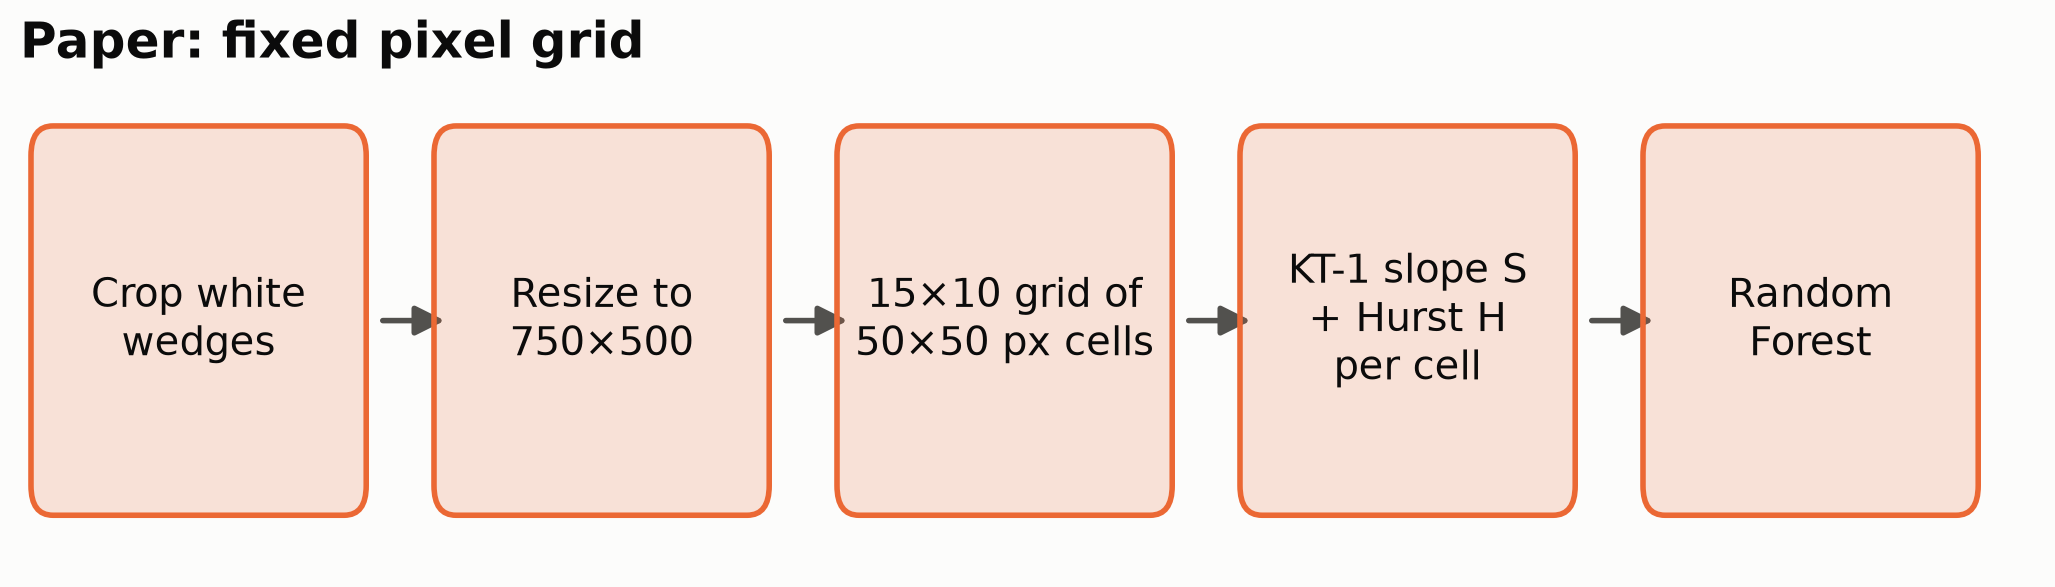 Paper: fixed pixel grid
Crop white
wedges
Resize to
750×500
15×10 grid of
50×50 px cells
KT-1 slope S
+ Hurst H
per cell
Random
Forest